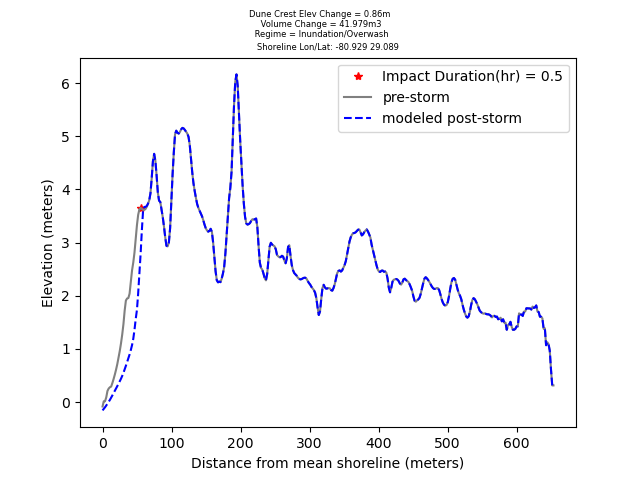 Dune Crest Elev Change = 0.86m
Volume Change = 41.979m3
Regime = Inundation/Overwash
Shoreline Lon/Lat: -80.929 29.089
Impact Duration(hr) = 0.5
pre-storm
modeled post-storm
Elevation (meters)
6
5
4
3
2
1
0
0 100 200 300 400 500 600
Distance from mean shoreline (meters)